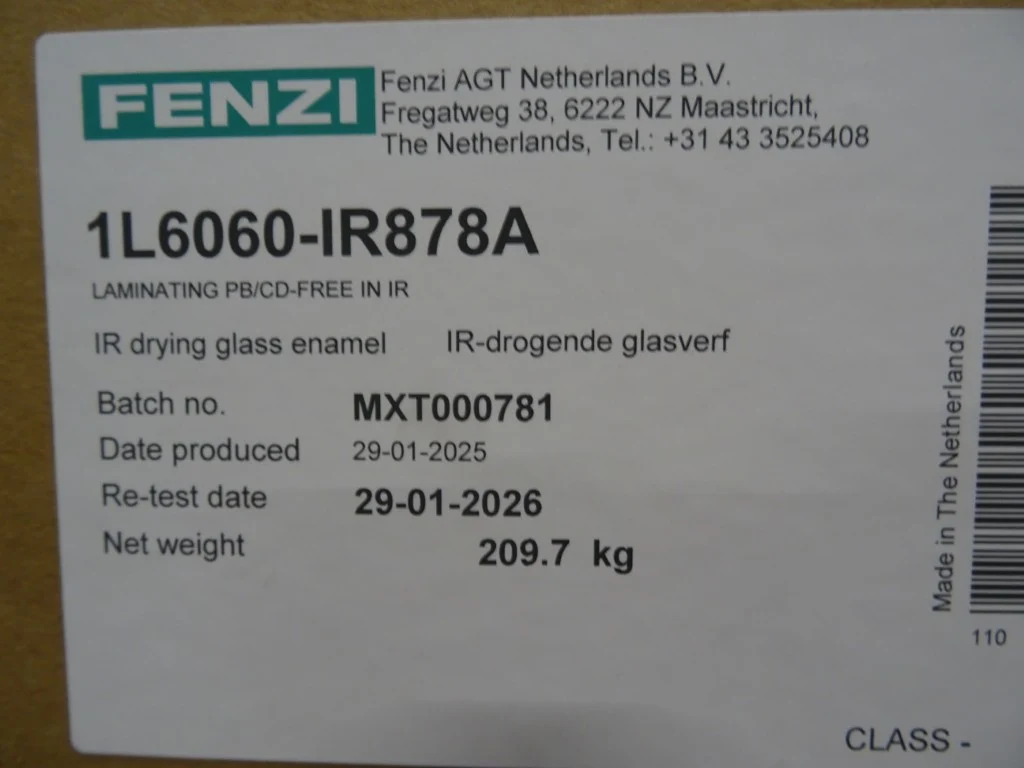 FENZI
Fenzi AGT Netherlands B.V.
Fregatweg 38, 6222 NZ Maastricht,
The Netherlands, Tel.: +31 43 3525408
1L6060-IR878A
LAMINATING PB/CD-FREE IN IR
IR drying glass enamel IR-drogende glasverf
Batch no. MXT000781
Date produced 29-01-2025
Re-test date 29-01-2026
Net weight 209.7 kg
Made in The Netherlands
110
CLASS -